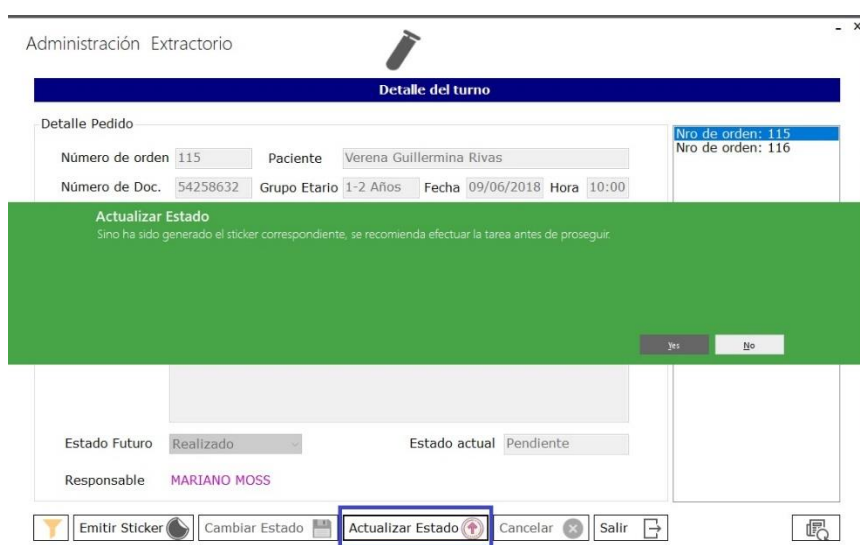 Administración Extractorio
Detalle del turno
Detalle Pedido
Número de orden 115 Paciente Verena Guillermina Rivas
Número de Doc. 54258632 Grupo Etario 1-2 Años Fecha 09/06/2018 Hora 10:00
Nro de orden: 115
Nro de orden: 116
Actualizar Estado
Sino ha sido generado el sticker correspondiente, se recomienda efectuar la tarea antes de proseguir.
Yes No
Estado Futuro Realizado Estado actual Pendiente
Responsable MARIANO MOSS
Emitir Sticker Cambiar Estado Actualizar Estado Cancelar Salir